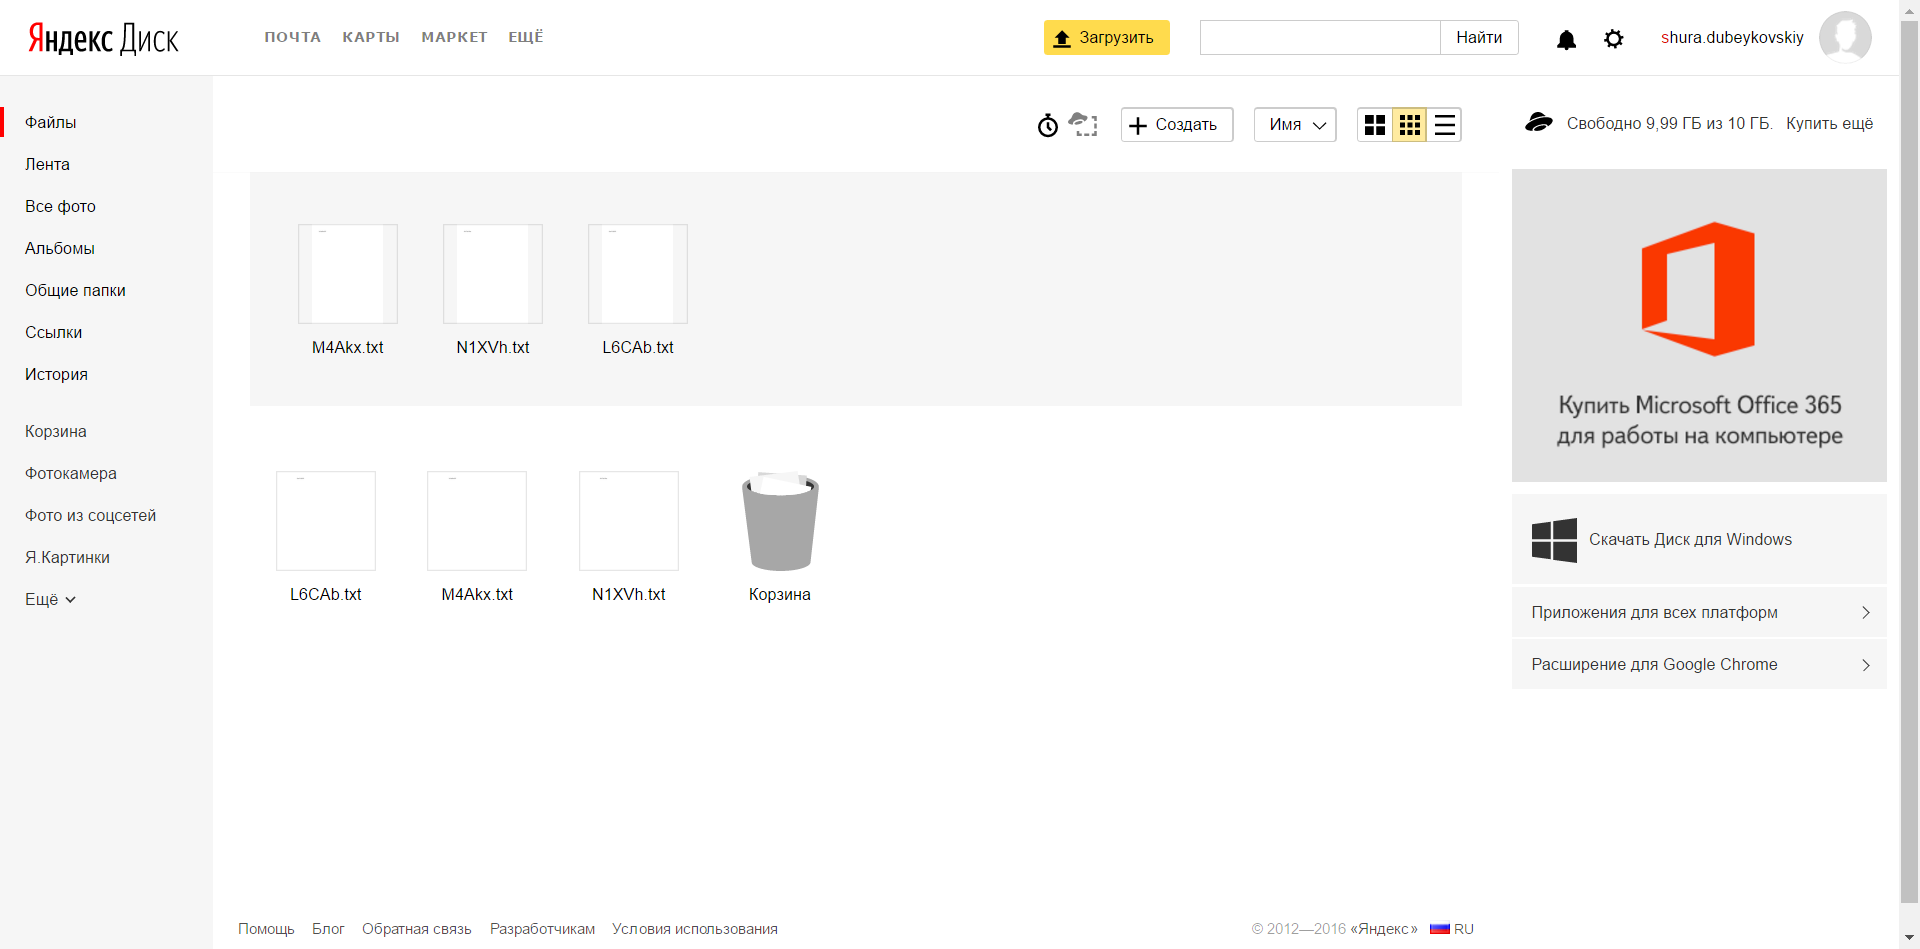 Яндекс Диск
ПОЧТА КАРТЫ МАРКЕТ ЕЩЁ
Загрузить
Найти
shura.dubeykovskiy
Файлы
Лента
Все фото
Альбомы
Общие папки
Ссылки
История
Корзина
Фотокамера
Фото из соцсетей
Я.Картинки
Ещё
Создать
Имя
Свободно 9,99 ГБ из 10 ГБ. Купить ещё
M4Akx.txt N1XVh.txt L6CAb.txt
L6CAb.txt M4Akx.txt N1XVh.txt Корзина
Купить Microsoft Office 365
для работы на компьютере
Скачать Диск для Windows
Приложения для всех платформ
Расширение для Google Chrome
Помощь Блог Обратная связь Разработчикам Условия использования
© 2012—2016 «Яндекс» RU